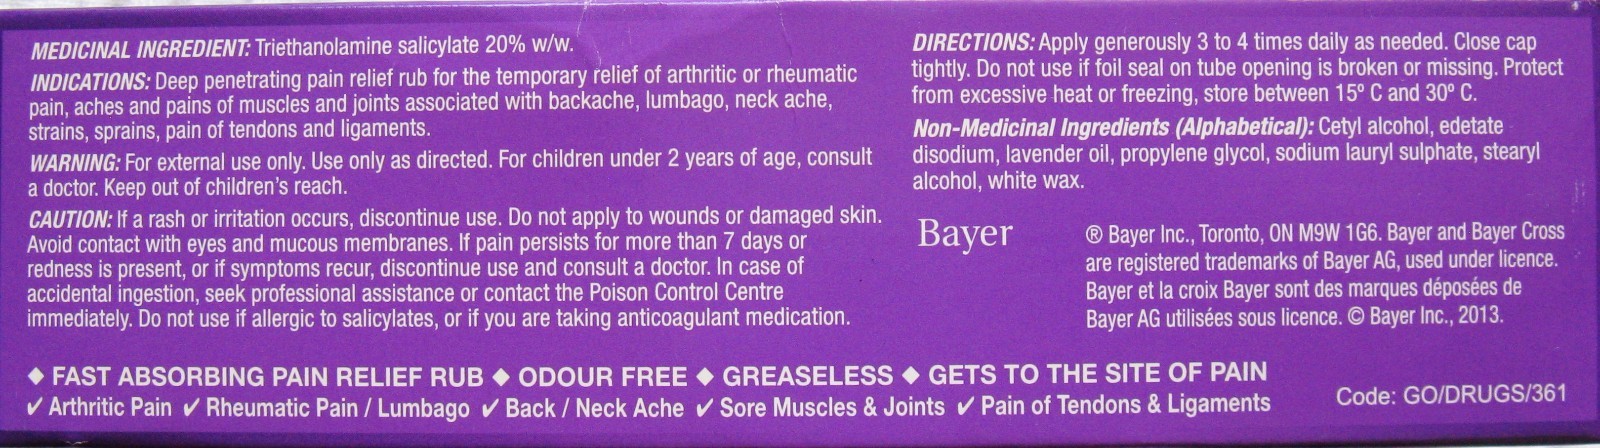 MEDICINAL INGREDIENT: Triethanolamine salicylate 20% w/w.
INDICATIONS: Deep penetrating pain relief rub for the temporary relief of arthritic or rheumatic
pain, aches and pains of muscles and joints associated with backache, lumbago, neck ache,
strains, sprains, pain of tendons and ligaments.
WARNING: For external use only. Use only as directed. For children under 2 years of age, consult
a doctor. Keep out of children's reach.
CAUTION: If a rash or irritation occurs, discontinue use. Do not apply to wounds or damaged skin.
Avoid contact with eyes and mucous membranes. If pain persists for more than 7 days or
redness is present, or if symptoms recur, discontinue use and consult a doctor. In case of
accidental ingestion, seek professional assistance or contact the Poison Control Centre
immediately. Do not use if allergic to salicylates, or if you are taking anticoagulant medication.
DIRECTIONS: Apply generously 3 to 4 times daily as needed. Close cap
tightly. Do not use if foil seal on tube opening is broken or missing. Protect
from excessive heat or freezing, store between 15º C and 30º C.
Non-Medicinal Ingredients (Alphabetical): Cetyl alcohol, edetate
disodium, lavender oil, propylene glycol, sodium lauryl sulphate, stearyl
alcohol, white wax.
Bayer
® Bayer Inc., Toronto, ON M9W 1G6. Bayer and Bayer Cross
are registered trademarks of Bayer AG, used under licence.
Bayer et la croix Bayer sont des marques déposées de
Bayer AG utilisées sous licence. © Bayer Inc., 2013.
◆ FAST ABSORBING PAIN RELIEF RUB ◆ ODOUR FREE ◆ GREASELESS ◆ GETS TO THE SITE OF PAIN
✓ Arthritic Pain ✓ Rheumatic Pain / Lumbago ✓ Back / Neck Ache ✓ Sore Muscles & Joints ✓ Pain of Tendons & Ligaments
Code: GO/DRUGS/361